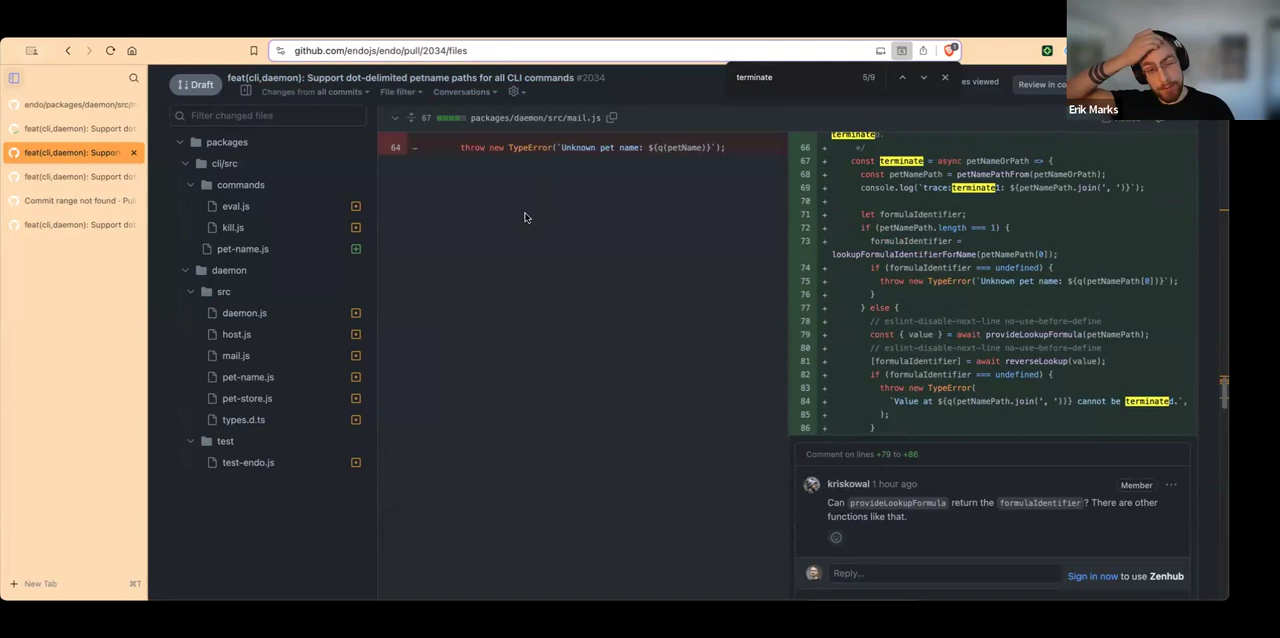 github.com/endojs/endo/pull/2034/files
Erik Marks
endo/packages/daemon/src/m
feat(cli,daemon): Support dot
feat(cli,daemon): Suppor
feat(cli,daemon): Support dot
Commit range not found · Pul
feat(cli,daemon): Support dot
New Tab
⌘T
Draft
feat(cli,daemon): Support dot-delimited petname paths for all CLI commands #2034
Changes from all commits
File filter
Conversations
terminate
5/9
es viewed
Review in co
Filter changed files
packages
cli/src
commands
eval.js
kill.js
pet-name.js
daemon
src
daemon.js
host.js
mail.js
pet-name.js
pet-store.js
types.d.ts
test
test-endo.js
67 packages/daemon/src/mail.js
64 - throw new TypeError(`Unknown pet name: ${q(petName)}`);
terminated.
66 + */
67 + const terminate = async petNameOrPath => {
68 + const petNamePath = petNamePathFrom(petNameOrPath);
69 + console.log(`trace:terminate1: ${petNamePath.join(', ')}`);
70 +
71 + let formulaIdentifier;
72 + if (petNamePath.length === 1) {
73 + formulaIdentifier =
lookupFormulaIdentifierForName(petNamePath[0]);
74 + if (formulaIdentifier === undefined) {
75 + throw new TypeError(`Unknown pet name: ${q(petNamePath[0])}`);
76 + }
77 + } else {
78 + // eslint-disable-next-line no-use-before-define
79 + const { value } = await provideLookupFormula(petNamePath);
80 + // eslint-disable-next-line no-use-before-define
81 + [formulaIdentifier] = await reverseLookup(value);
82 + if (formulaIdentifier === undefined) {
83 + throw new TypeError(
84 + `Value at ${q(petNamePath.join(', '))} cannot be terminated.`,
85 + );
86 + }
Comment on lines +79 to +86
kriskowal 1 hour ago
Member
Can provideLookupFormula return the formulaIdentifier? There are other
functions like that.
Reply...
Sign in now to use Zenhub